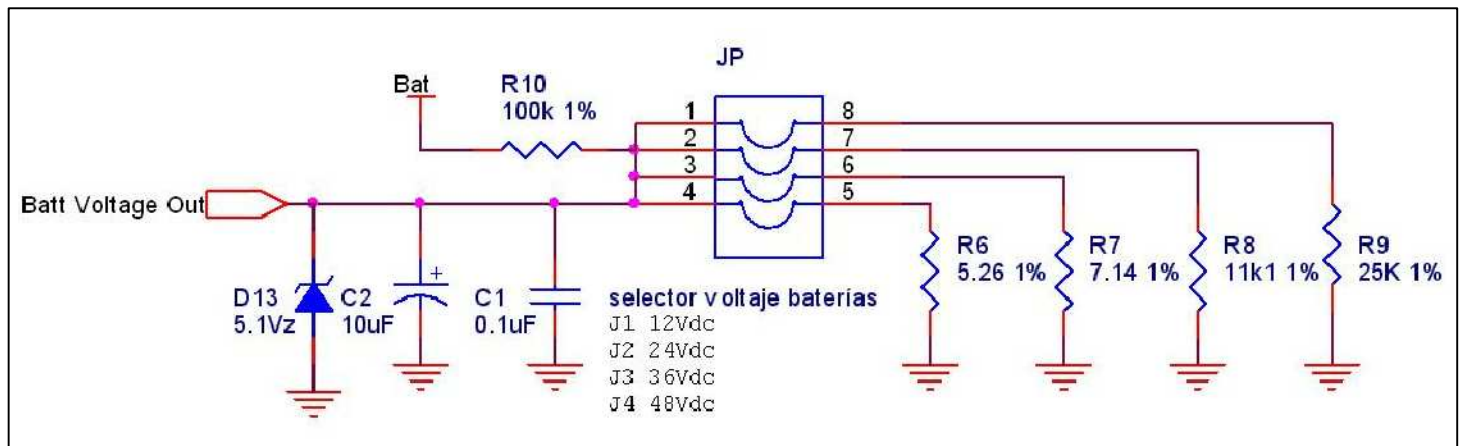 JP
Bat
R10
100k 1%
1
2
3
4
8
7
6
5
Batt Voltage Out
D13
5.1Vz
C2
10uF
+
C1
0.1uF
selector voltaje baterías
J1 12Vdc
J2 24Vdc
J3 36Vdc
J4 48Vdc
R6
5.26 1%
R7
7.14 1%
R8
11k1 1%
R9
25K 1%